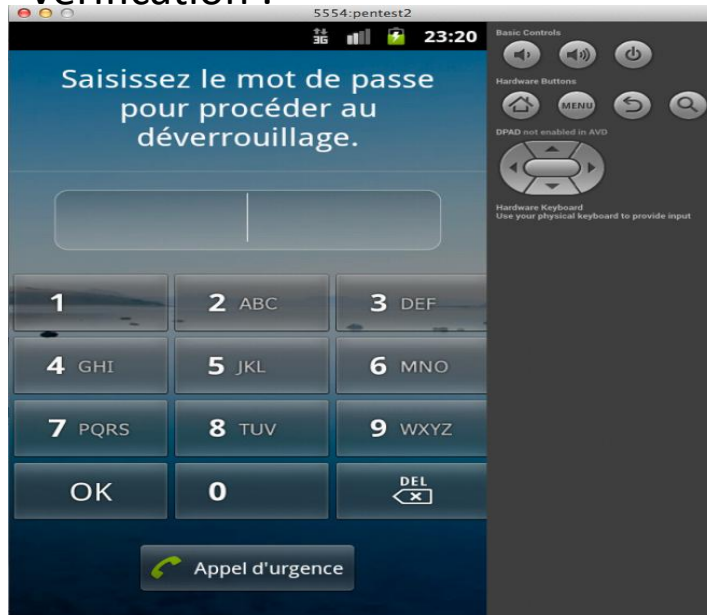 Vérification :
5554:pentest2
3G 23:20
Saisissez le mot de passe
pour procéder au
déverrouillage.
1
2 ABC
3 DEF
4 GHI
5 JKL
6 MNO
7 PQRS
8 TUV
9 WXYZ
OK
0
DEL
Appel d'urgence
Basic Controls
Hardware Buttons
MENU
DPAD not enabled in AVD
Hardware Keyboard
Use your physical keyboard to provide input